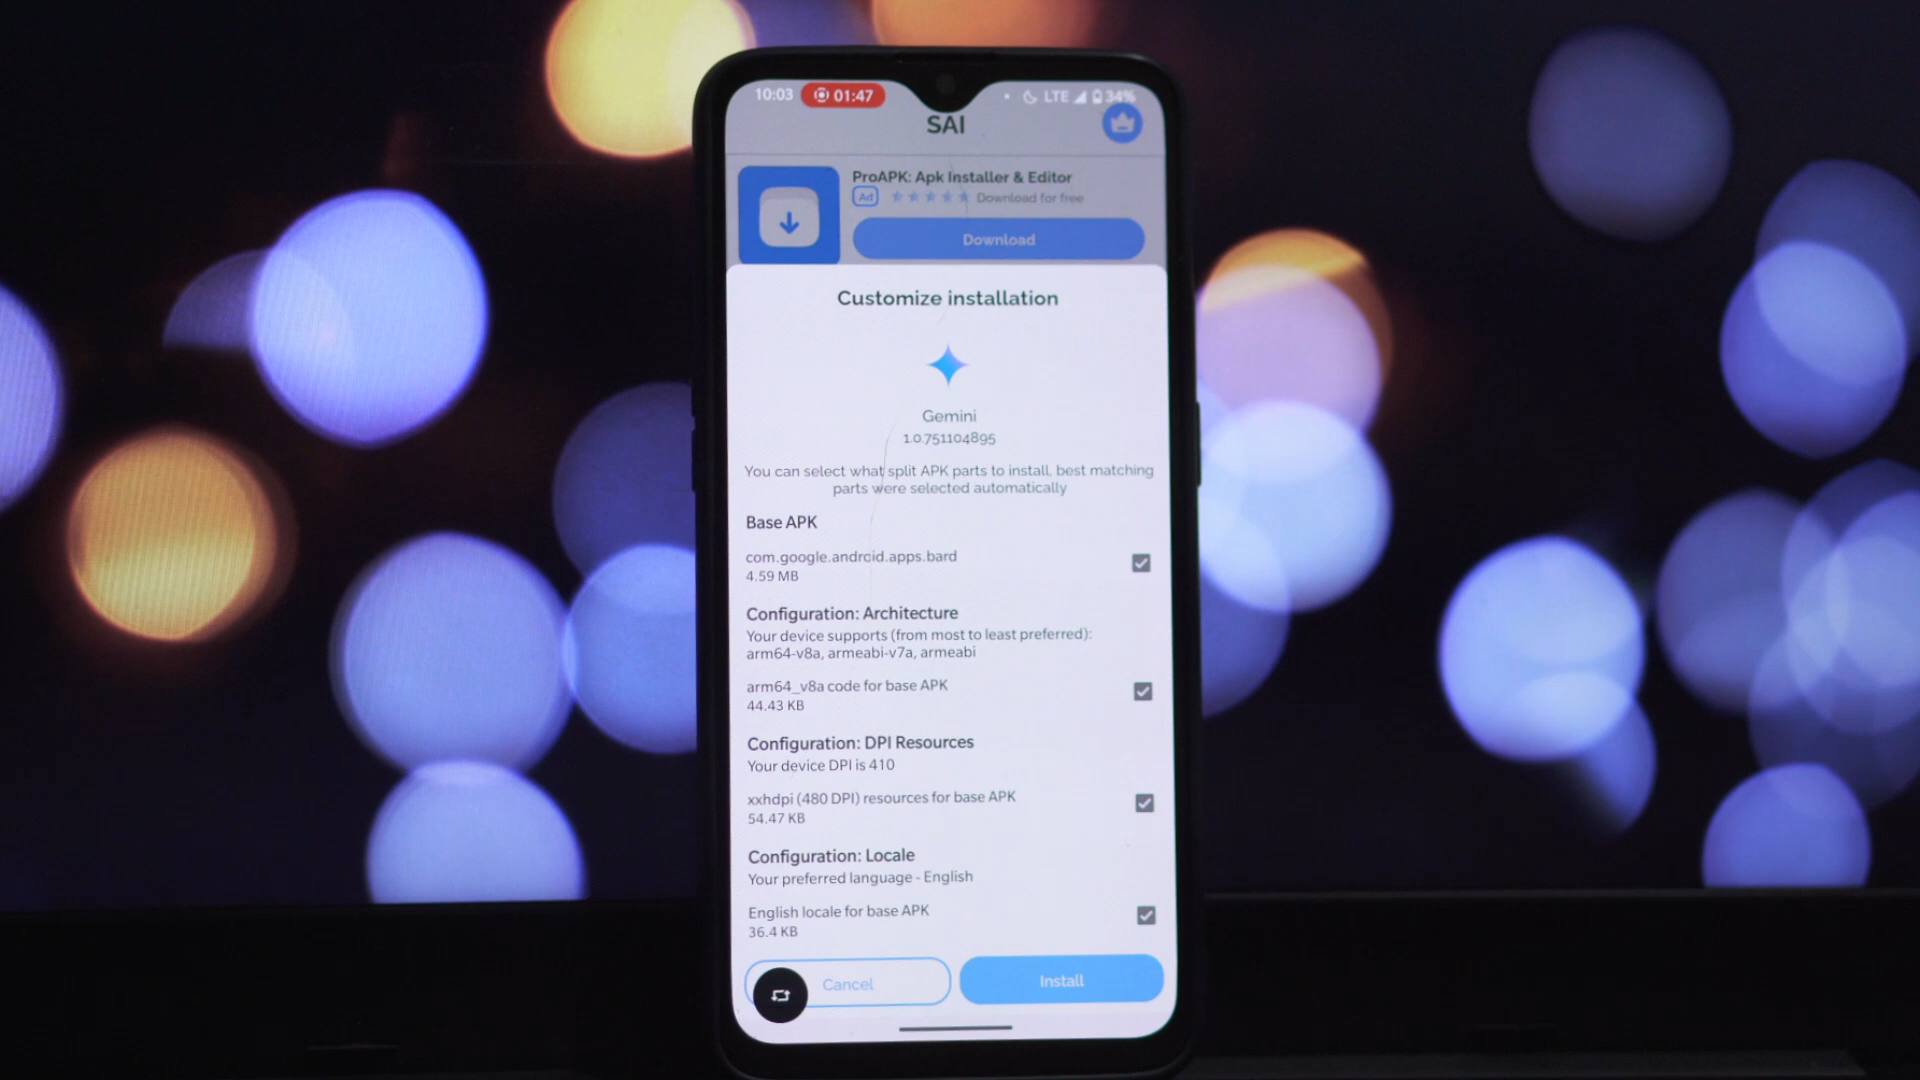 10:03 01:47 LTE 34%
SAI
ProAPK: Apk Installer & Editor
Ad Download for free
Download
Customize installation
Gemini
1.0.751104895
You can select what split APK parts to install, best matching
parts were selected automatically
Base APK
com.google.android.apps.bard
4.59 MB
Configuration: Architecture
Your device supports (from most to least preferred):
arm64-v8a, armeabi-v7a, armeabi
arm64_v8a code for base APK
44.43 KB
Configuration: DPI Resources
Your device DPI is 410
xxhdpi (480 DPI) resources for base APK
54.47 KB
Configuration: Locale
Your preferred language - English
English locale for base APK
36.4 KB
Cancel Install